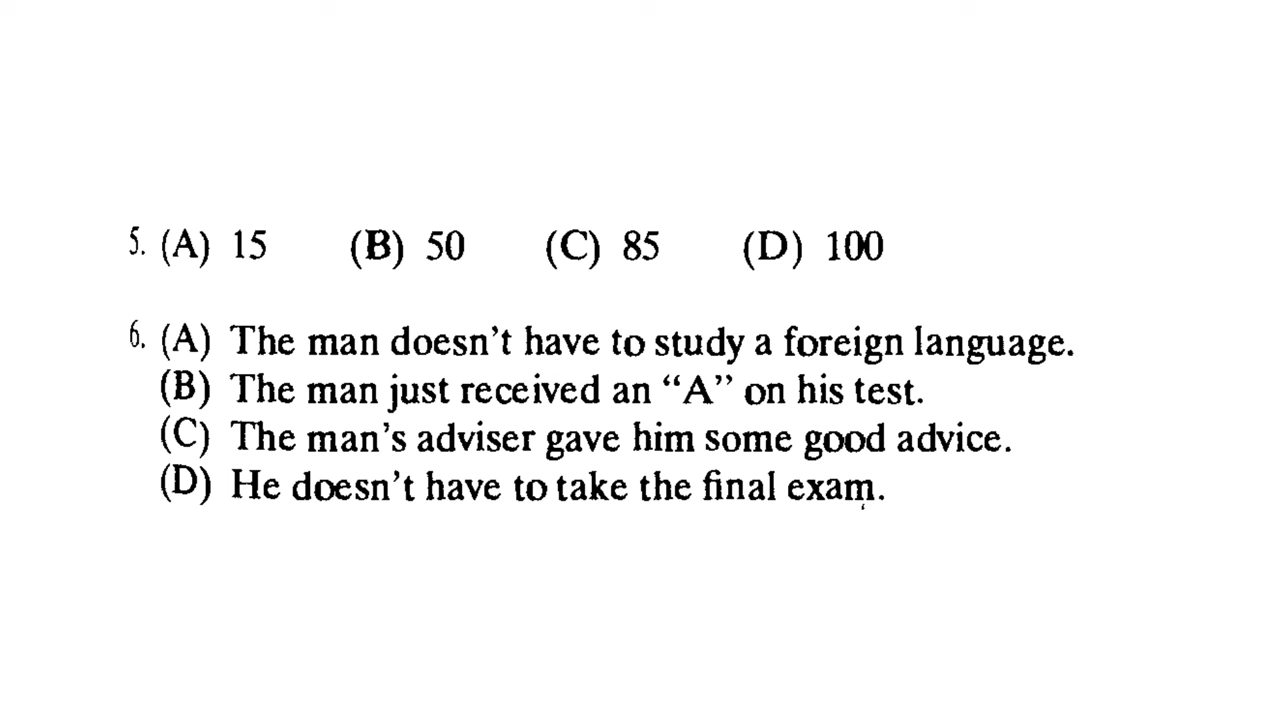 5. (A) 15 (B) 50 (C) 85 (D) 100
6. (A) The man doesn't have to study a foreign language.
(B) The man just received an “A” on his test.
(C) The man's adviser gave him some good advice.
(D) He doesn't have to take the final exam.